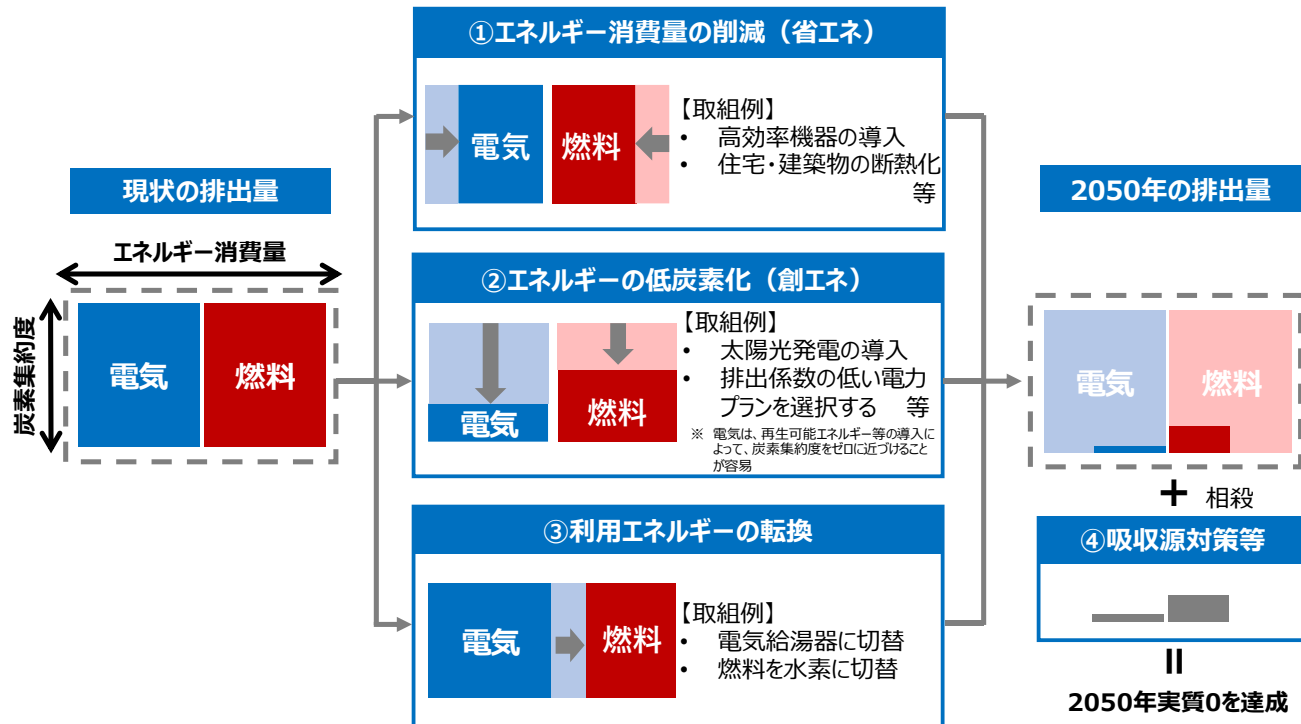 現状の排出量
エネルギー消費量
炭素集約度
電気
燃料
①エネルギー消費量の削減（省エネ）
電気
燃料
【取組例】
• 高効率機器の導入
• 住宅・建築物の断熱化
等
②エネルギーの低炭素化（創エネ）
電気
燃料
【取組例】
• 太陽光発電の導入
• 排出係数の低い電力
プランを選択する 等
※ 電気は、再生可能エネルギー等の導入に
よって、炭素集約度をゼロに近づけること
が容易
③利用エネルギーの転換
電気
燃料
【取組例】
• 電気給湯器に切替
• 燃料を水素に切替
2050年の排出量
電気
燃料
+ 相殺
④吸収源対策等
=
2050年実質0を達成